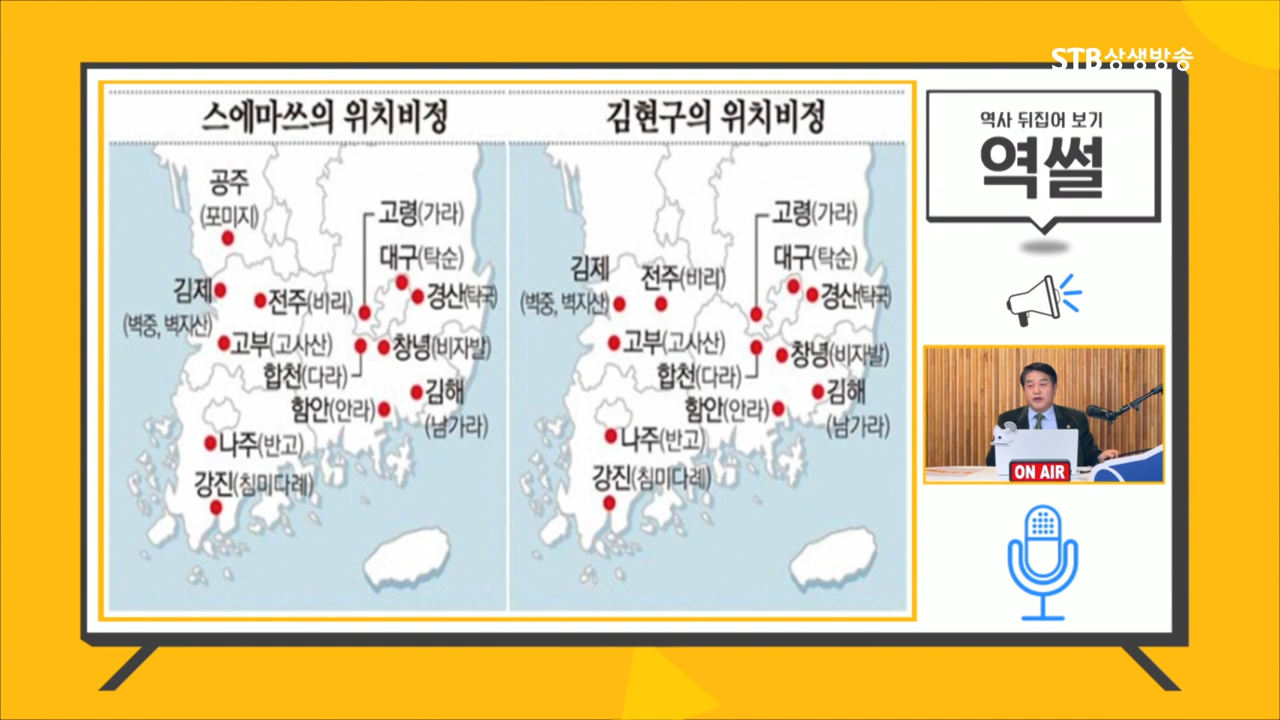 STB상생방송
스에마쓰의 위치비정
공주
(포미지)
고령(가라)
대구(탁순)
김제
(벽중, 벽지산)
전주(비리)
경산(탁국)
고부(고사산)
창녕(비자발)
합천(다라)
김해
(남가라)
함안(안라)
나주(반고)
강진(침미다례)
김현구의 위치비정
고령(가라)
대구(탁순)
김제
(벽중, 벽지산)
전주(비리)
경산(탁국)
고부(고사산)
창녕(비자발)
합천(다라)
김해
(남가라)
함안(안라)
나주(반고)
강진(침미다례)
역사 뒤집어 보기
역썰
ON AIR